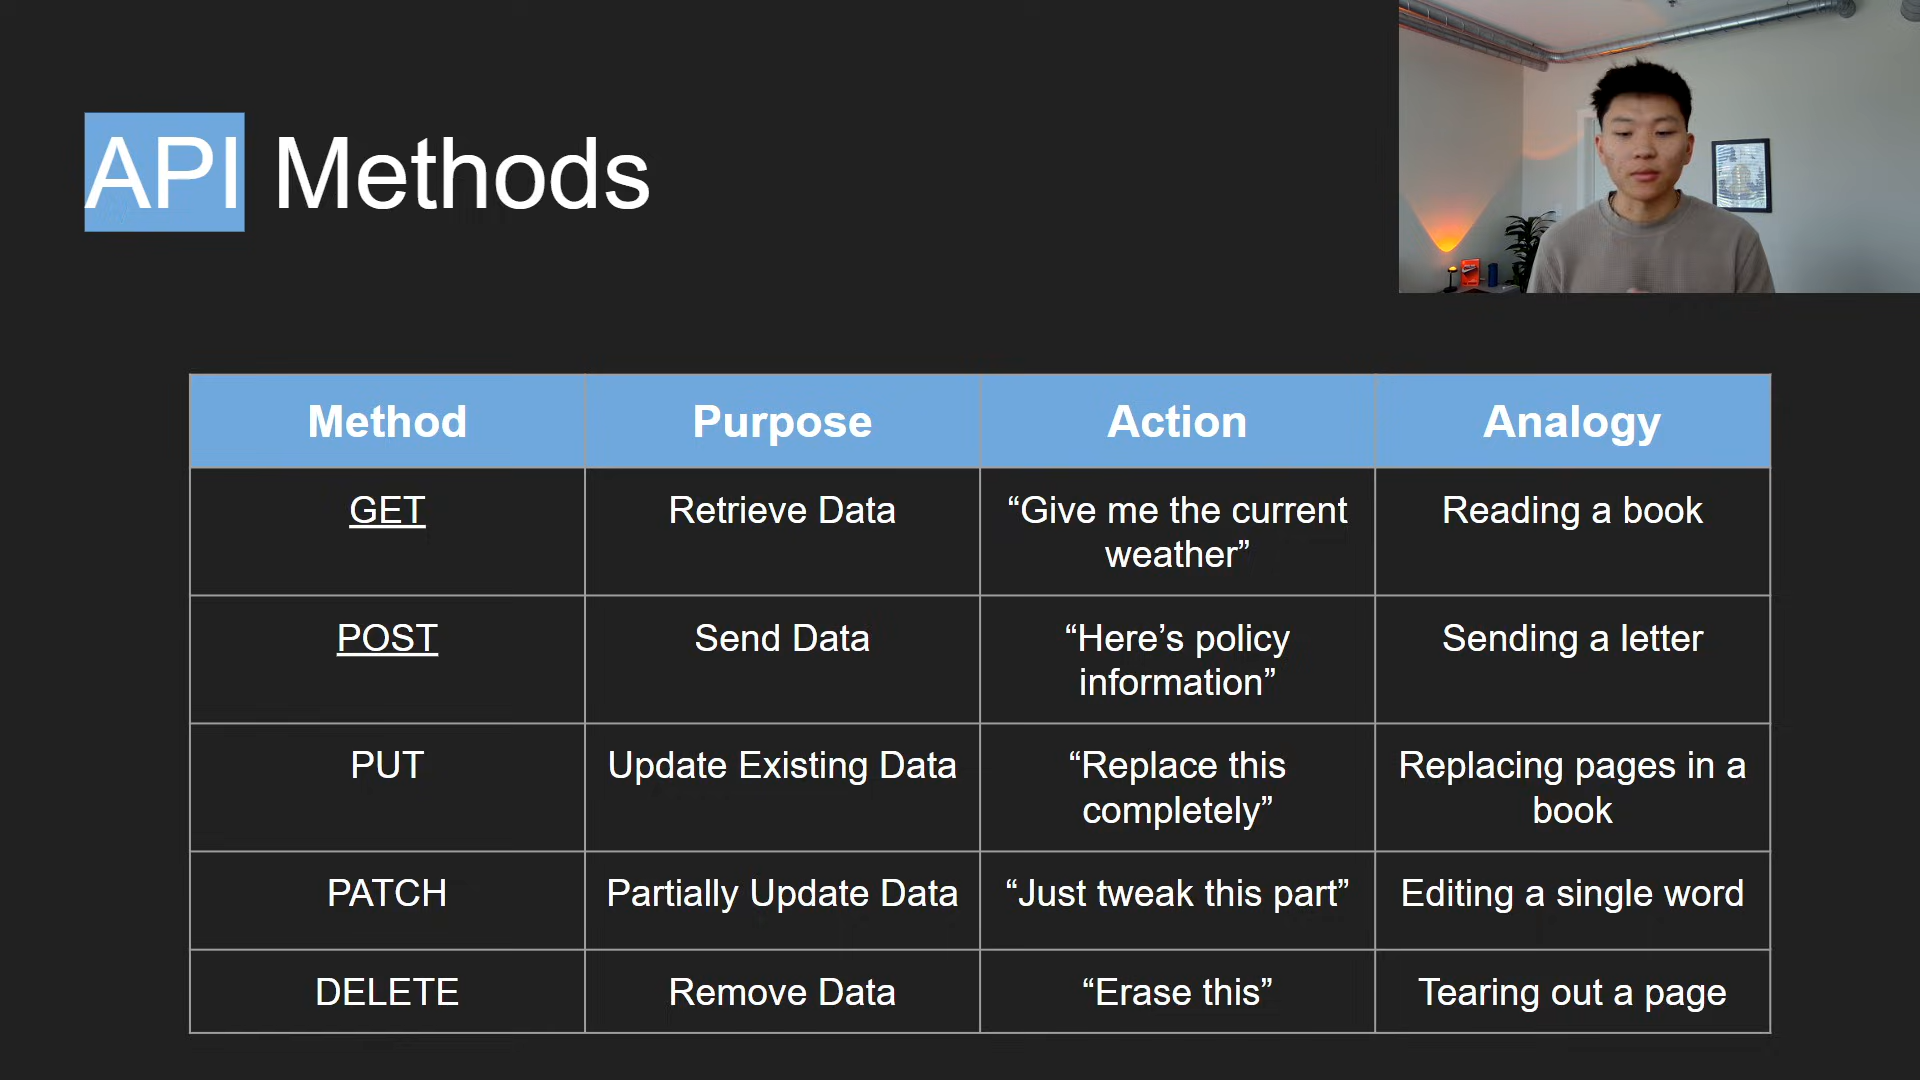 API Methods
Method Purpose Action Analogy
GET Retrieve Data “Give me the current
weather” Reading a book
POST Send Data “Here’s policy
information” Sending a letter
PUT Update Existing Data “Replace this
completely” Replacing pages in a
book
PATCH Partially Update Data “Just tweak this part” Editing a single word
DELETE Remove Data “Erase this” Tearing out a page